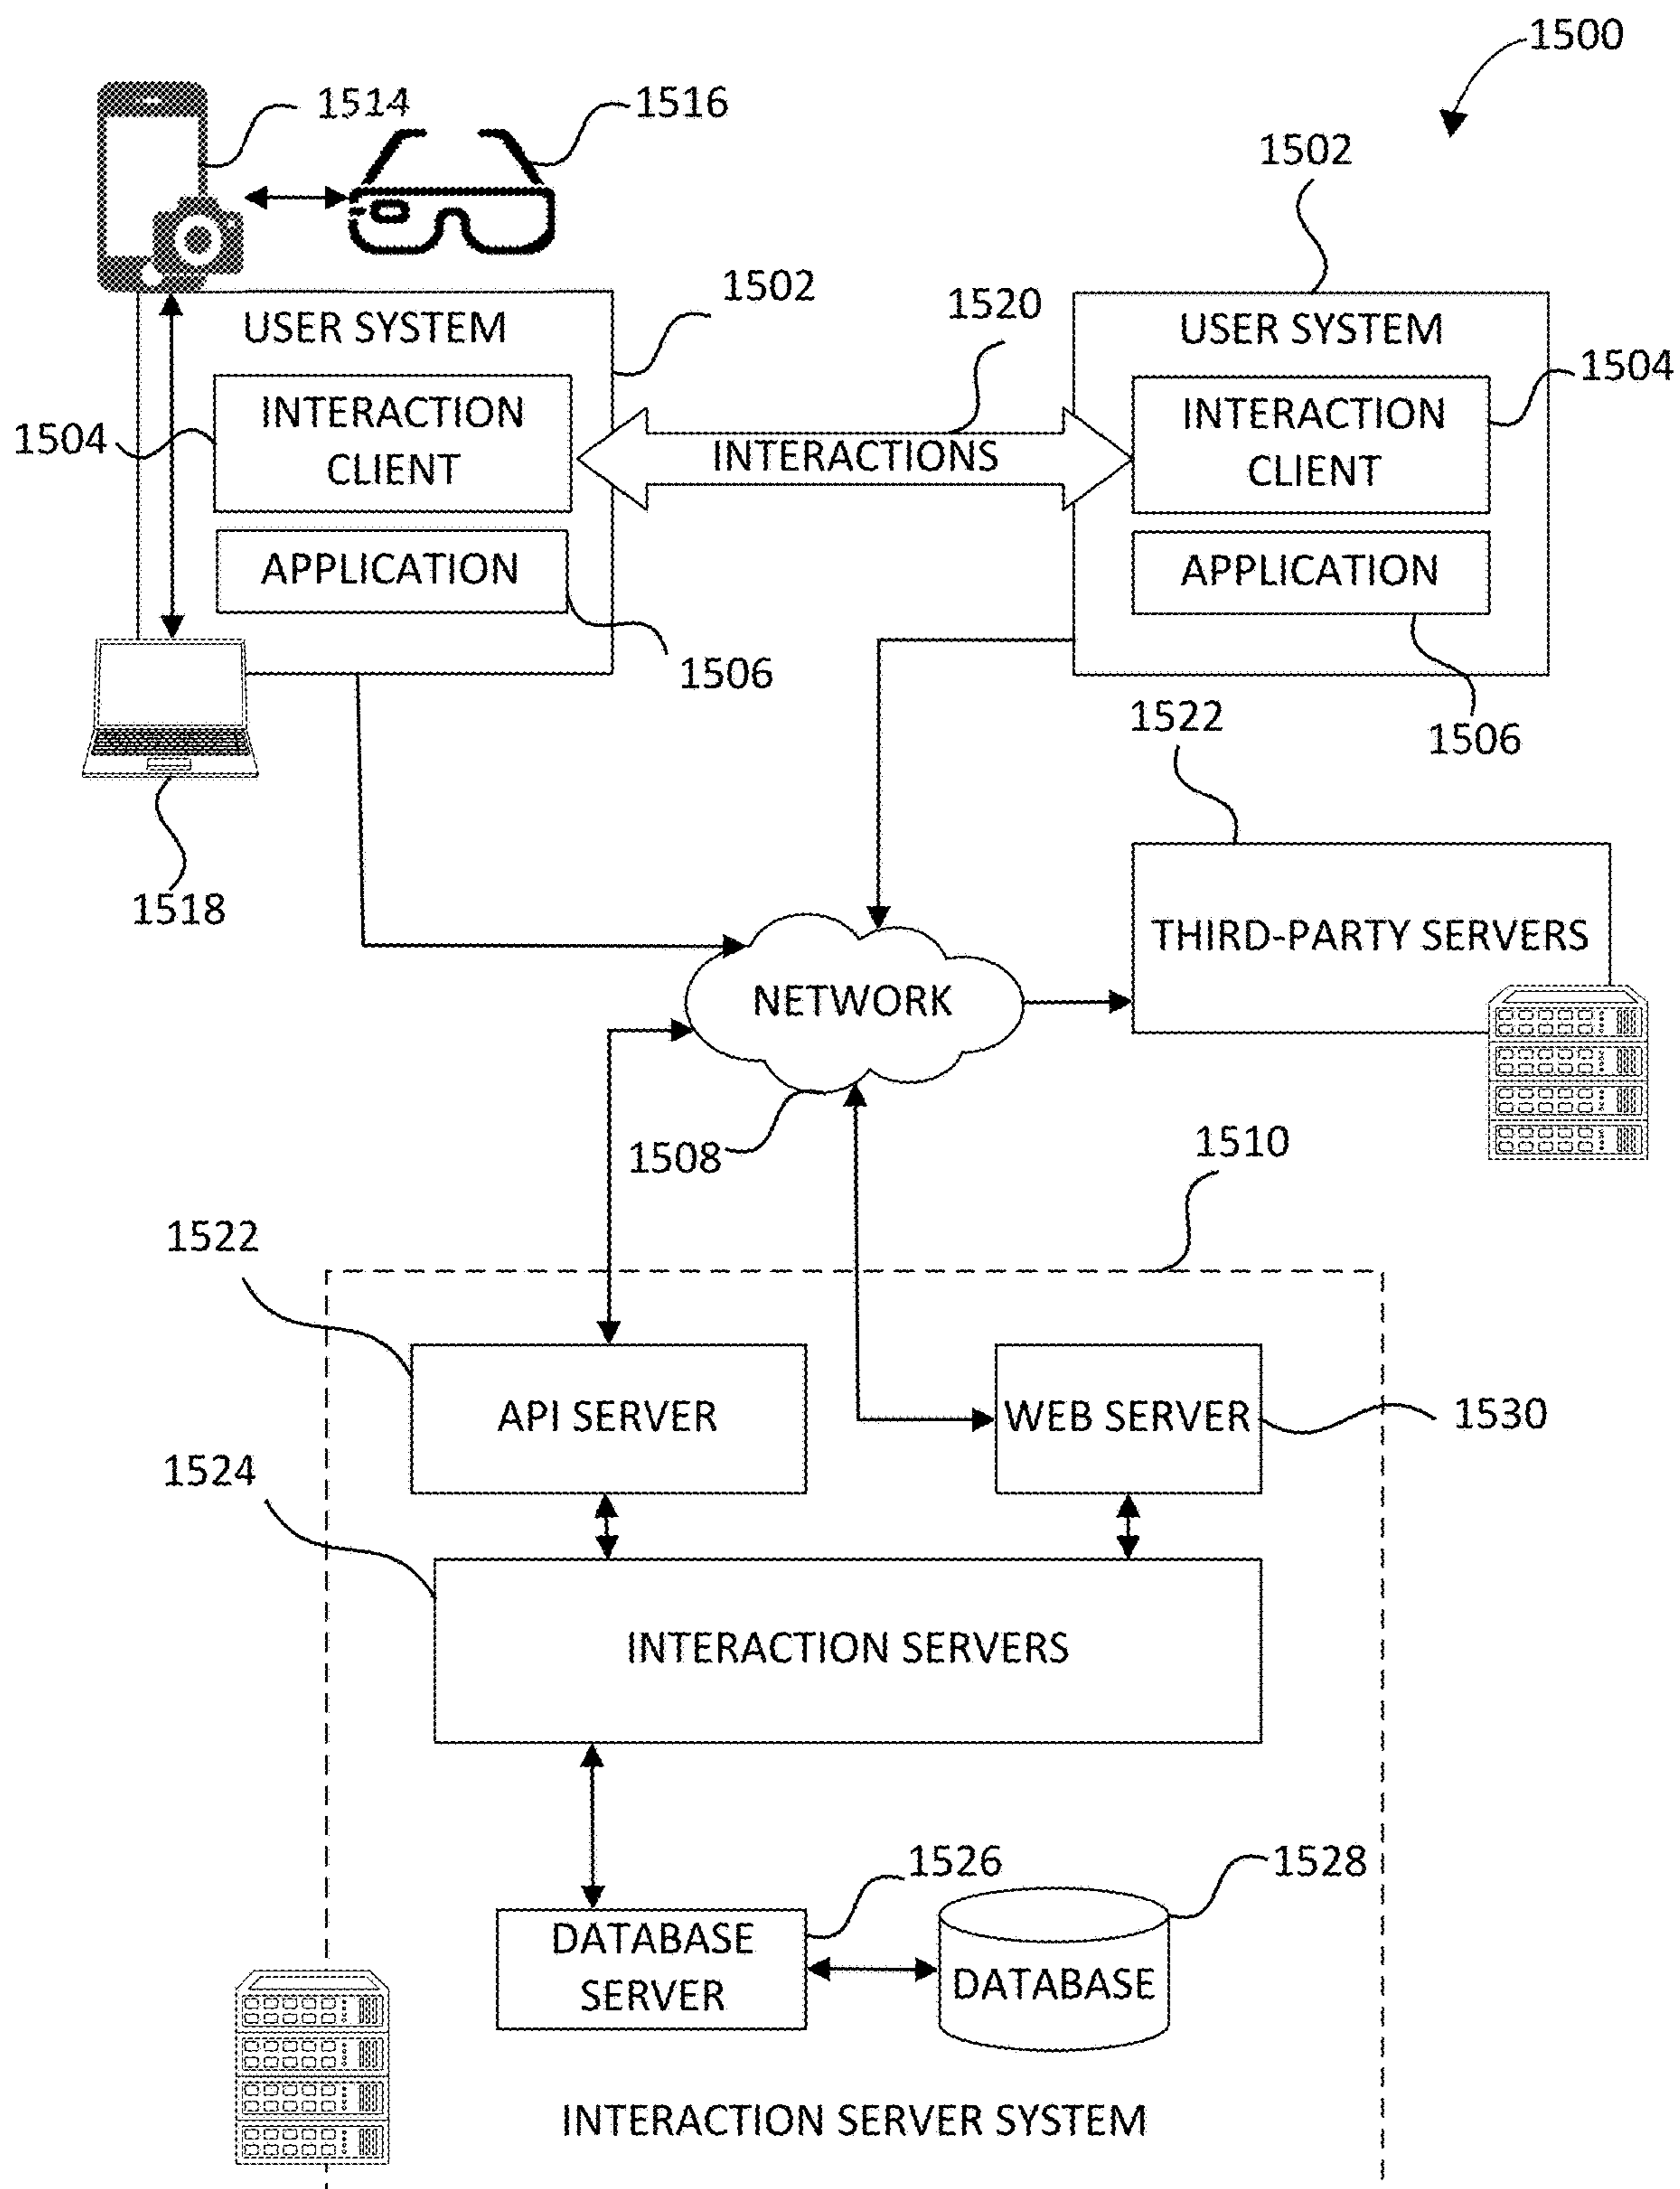 1500
1514
1516
1502
1502
1520
USER SYSTEM
USER SYSTEM
1504
INTERACTION
CLIENT
1504
INTERACTIONS
INTERACTION
CLIENT
APPLICATION
APPLICATION
1506
1506
1522
1518
THIRD-PARTY SERVERS
NETWORK
1508
1510
1522
API SERVER
WEB SERVER
1530
1524
INTERACTION SERVERS
1526
1528
DATABASE
SERVER
DATABASE
INTERACTION SERVER SYSTEM